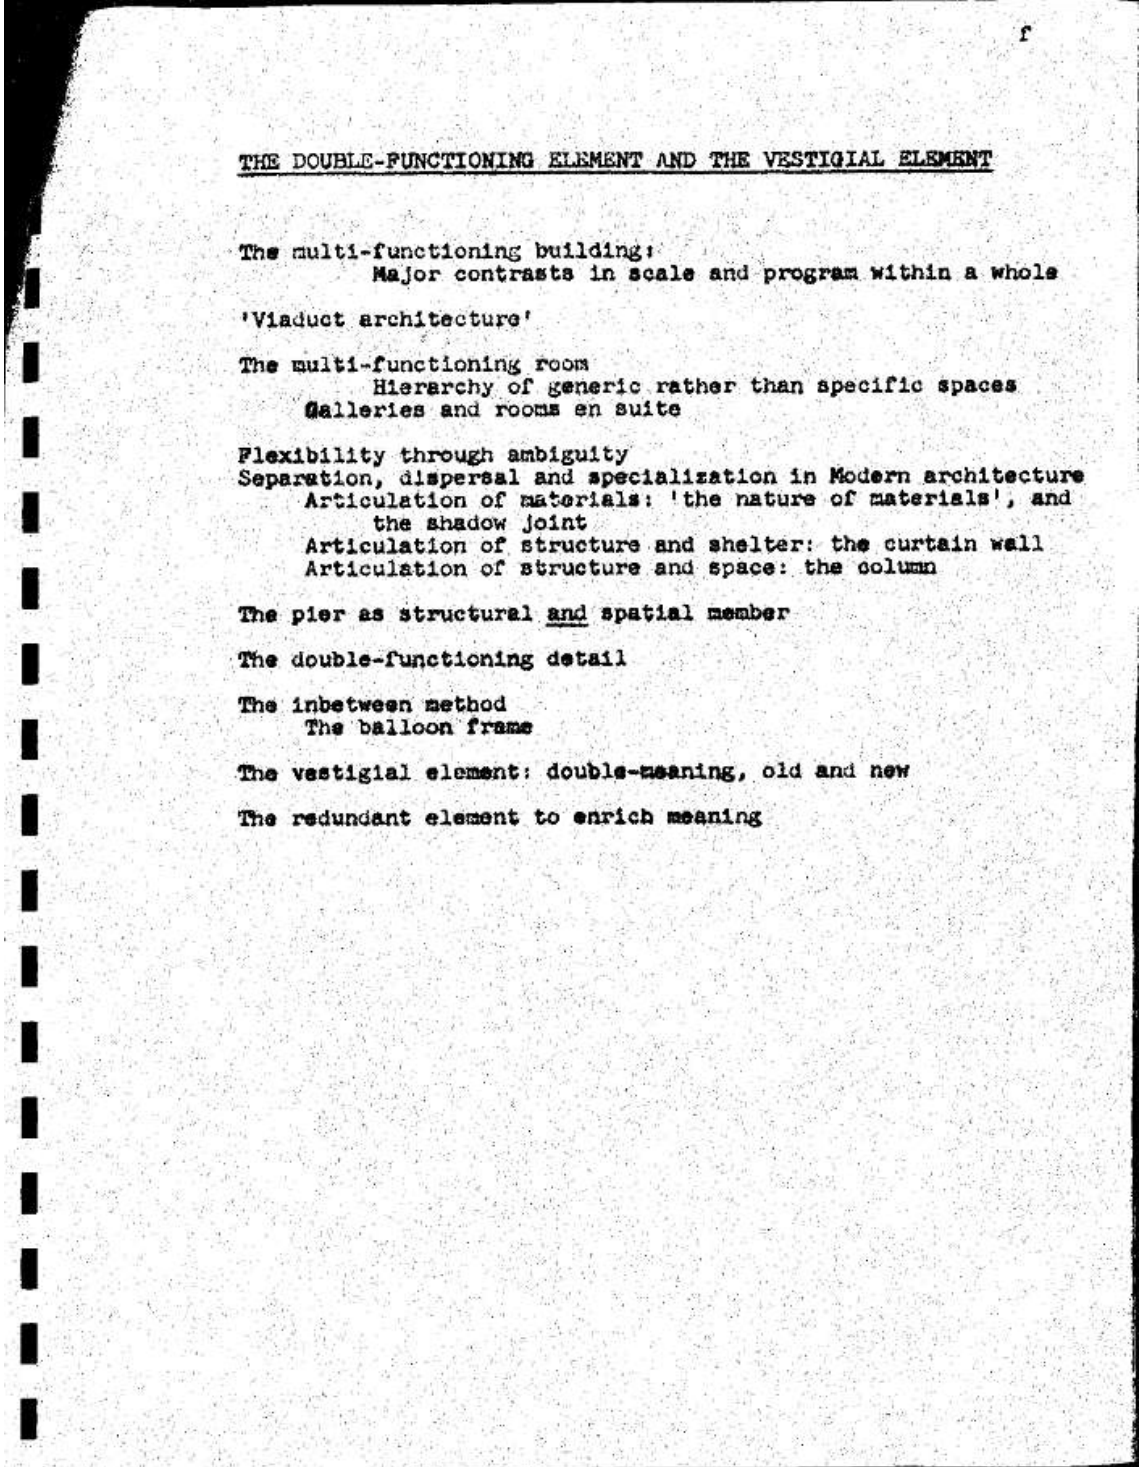 f
THE DOUBLE-FUNCTIONING ELEMENT AND THE VESTIGIAL ELEMENT
The multi-functioning building:
Major contrasts in scale and program within a whole
'Viaduct architecture'
The multi-functioning room
Hierarchy of generic rather than specific spaces
Galleries and rooms en suite
Flexibility through ambiguity
Separation, dispersal and specialization in Modern architecture
Articulation of materials: 'the nature of materials', and
the shadow joint
Articulation of structure and shelter: the curtain wall
Articulation of structure and space: the column
The pier as structural and spatial member
The double-functioning detail
The inbetween method
The balloon frame
The vestigial element: double-meaning, old and new
The redundant element to enrich meaning